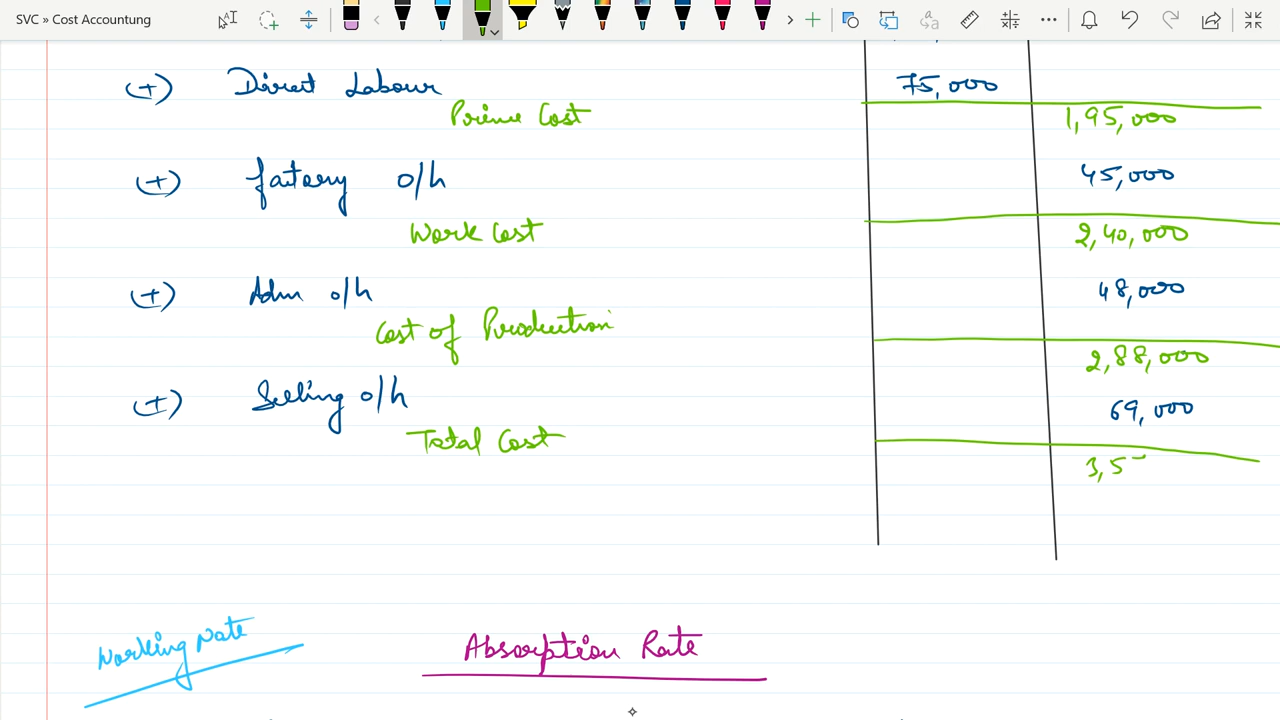 SVC » Cost Accountung
(+) Direct Labour 75,000
Prime Cost 1,95,000
(+) factory o/h 45,000
Work Cost 2,40,000
(+) Adm o/h 48,000
Cost of Production 2,88,000
(+) Selling o/h 69,000
Total Cost 3,5
Working Note
Absorption Rate